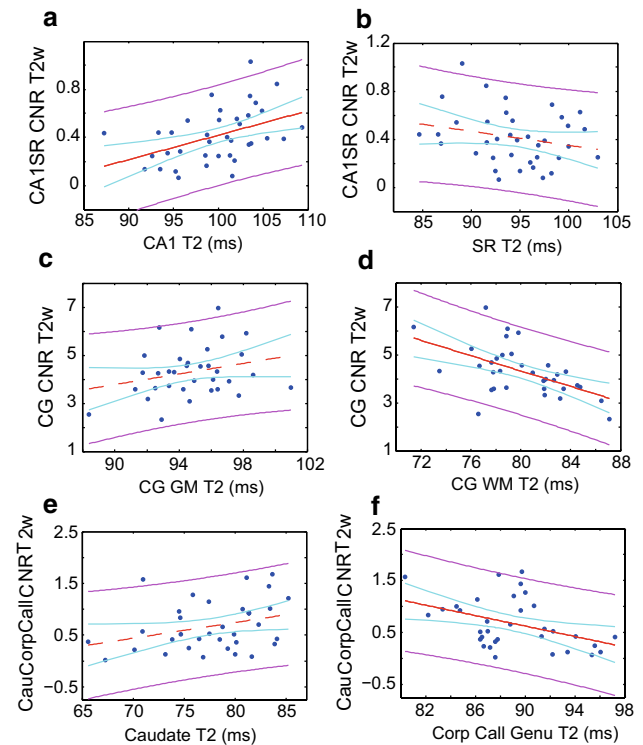 a
CA1SR CNR T2w
0.8
0.4
0
85 90 95 100 105 110
CA1 T2 (ms)
b
CA1SR CNR T2w
1.2
0.8
0.4
0
80 85 90 95 100 105
SR T2 (ms)
c
CG CNR T2w
7
5
3
1
90 94 98 102
CG GM T2 (ms)
d
CG CNR T2w
7
5
3
1
72 76 80 84 88
CG WM T2 (ms)
e
CauCorpCall CNRT2w
2.5
1.5
0.5
−0.5
65 70 75 80 85
Caudate T2 (ms)
f
CauCorpCall CNRT2w
2.5
1.5
0.5
−0.5
82 86 90 94 98
Corp Call Genu T2 (ms)